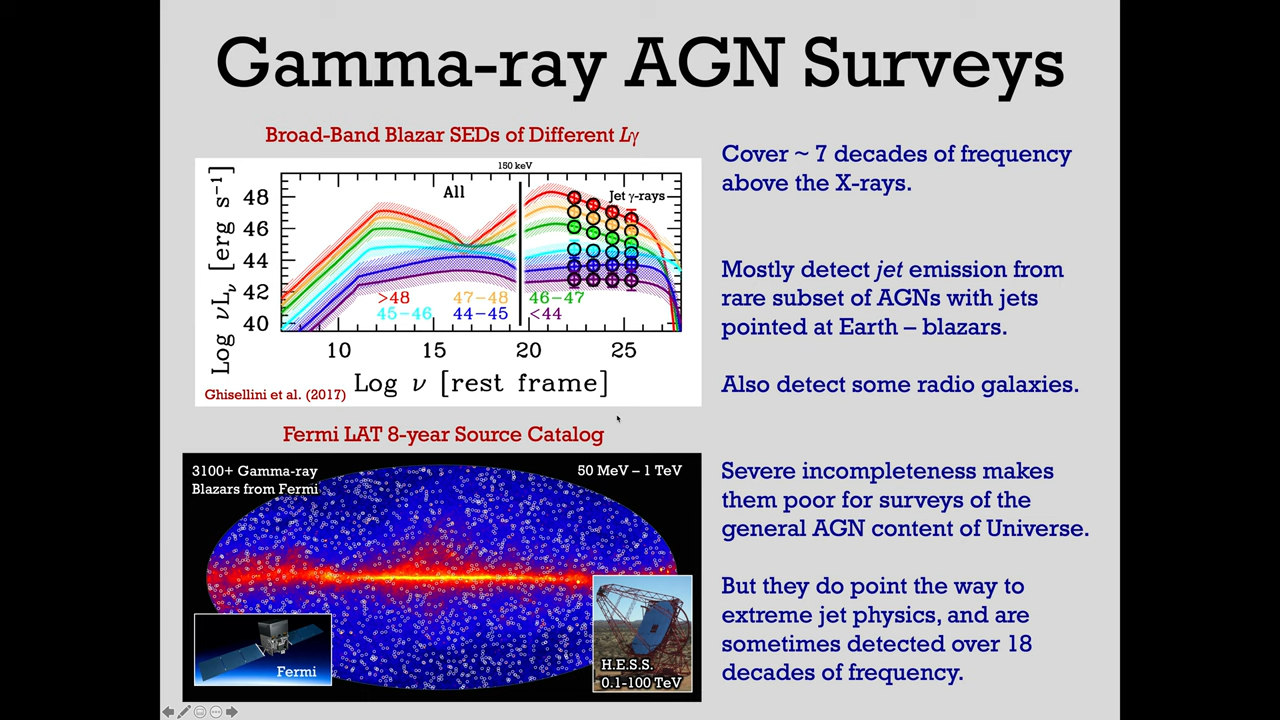 Gamma-ray AGN Surveys
Broad-Band Blazar SEDs of Different Lγ
150 keV
All
Jet γ-rays
Log νLν [erg s⁻¹]
48
46
44
42
40
>48
47−48
46−47
45−46
44−45
<44
10
15
20
25
Log ν [rest frame]
Ghisellini et al. (2017)
Fermi LAT 8-year Source Catalog
3100+ Gamma-ray
Blazars from Fermi
50 MeV – 1 TeV
Fermi
H.E.S.S.
0.1-100 TeV
Cover ~ 7 decades of frequency
above the X-rays.
Mostly detect jet emission from
rare subset of AGNs with jets
pointed at Earth – blazars.
Also detect some radio galaxies.
Severe incompleteness makes
them poor for surveys of the
general AGN content of Universe.
But they do point the way to
extreme jet physics, and are
sometimes detected over 18
decades of frequency.